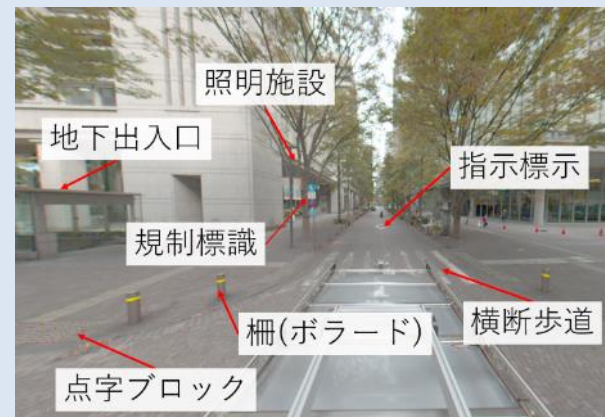 照明施設
地下出入口
指示標示
規制標識
柵(ボラード)
横断歩道
点字ブロック